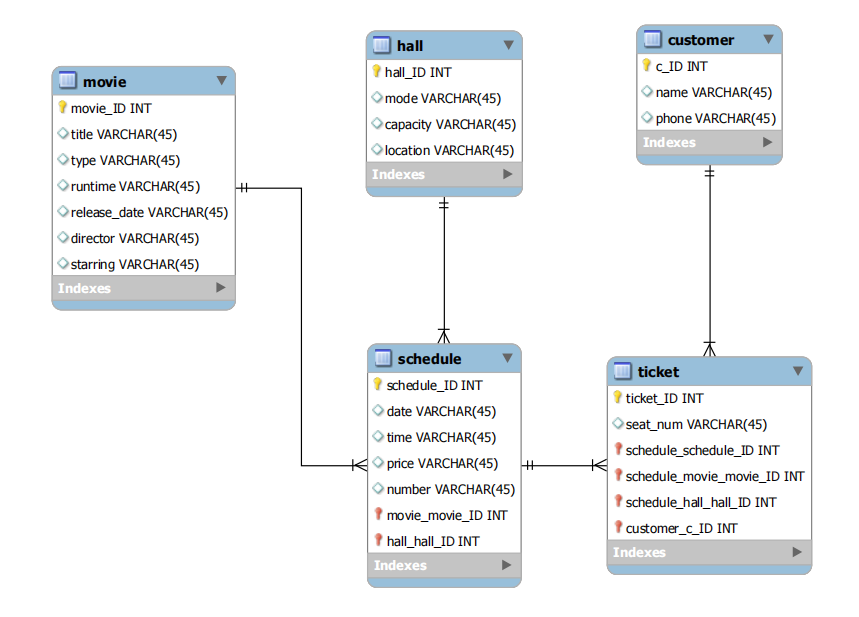 movie
movie_ID INT
title VARCHAR(45)
type VARCHAR(45)
runtime VARCHAR(45)
release_date VARCHAR(45)
director VARCHAR(45)
starring VARCHAR(45)
Indexes
hall
hall_ID INT
mode VARCHAR(45)
capacity VARCHAR(45)
location VARCHAR(45)
Indexes
customer
c_ID INT
name VARCHAR(45)
phone VARCHAR(45)
Indexes
schedule
schedule_ID INT
date VARCHAR(45)
time VARCHAR(45)
price VARCHAR(45)
number VARCHAR(45)
movie_movie_ID INT
hall_hall_ID INT
Indexes
ticket
ticket_ID INT
seat_num VARCHAR(45)
schedule_schedule_ID INT
schedule_movie_movie_ID INT
schedule_hall_hall_ID INT
customer_c_ID INT
Indexes